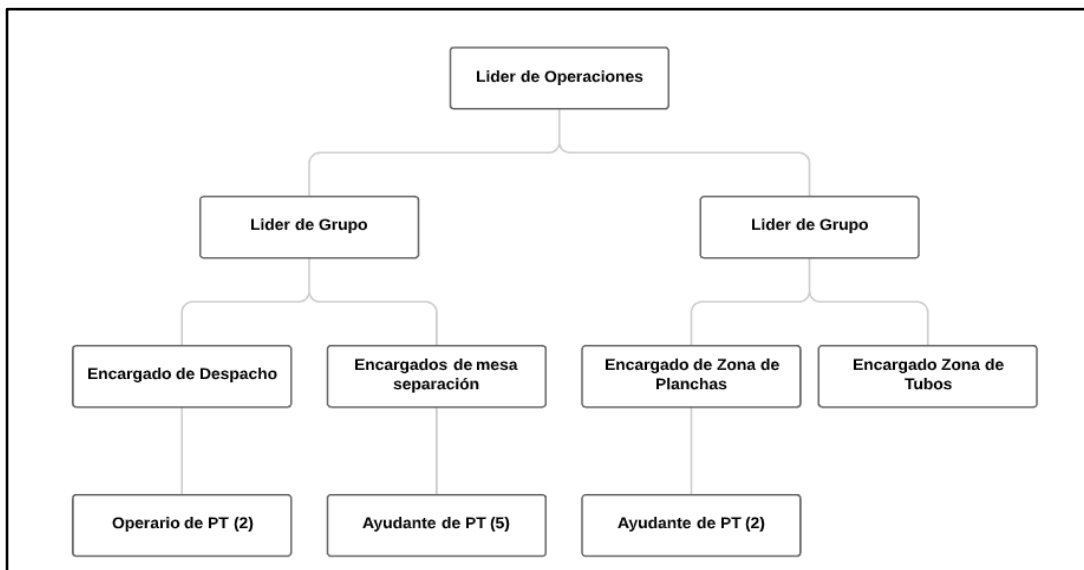 Lider de Operaciones
Lider de Grupo
Lider de Grupo
Encargado de Despacho
Encargados de mesa
separación
Encargado de Zona de
Planchas
Encargado Zona de
Tubos
Operario de PT (2)
Ayudante de PT (5)
Ayudante de PT (2)